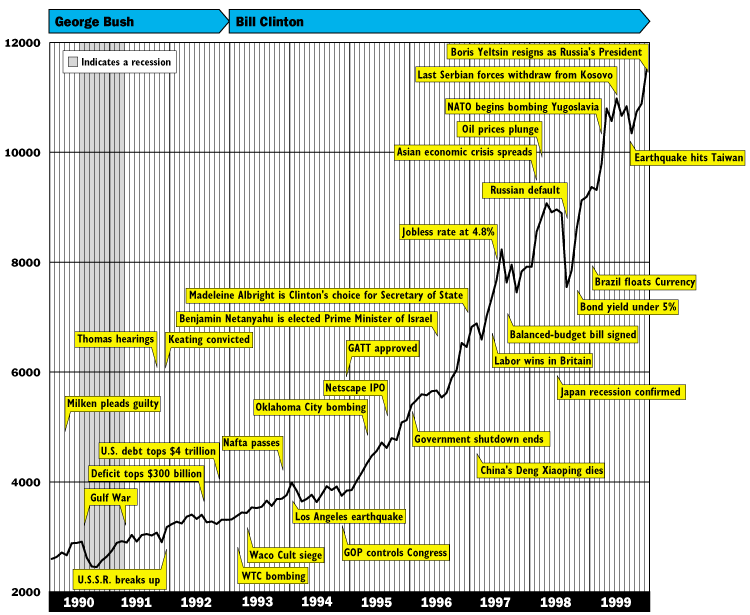 George Bush
Bill Clinton
12000
Boris Yeltsin resigns as Russia's President
Indicates a recession
Last Serbian forces withdraw from Kosovo
NATO begins bombing Yugoslavia
Oil prices plunge
10000
Asian economic crisis spreads
Earthquake hits Taiwan
Russian default
Jobless rate at 4.8%
8000
Brazil floats Currency
Madeleine Albright is Clinton's choice for Secretary of State
Bond yield under 5%
Benjamin Netanyahu is elected Prime Minister of Israel
Thomas hearings
Keating convicted
Balanced-budget bill signed
GATT approved
Labor wins in Britain
6000
Netscape IPO
Japan recession confirmed
Milken pleads guilty
Oklahoma City bombing
Nafta passes
Government shutdown ends
U.S. debt tops $4 trillion
Deficit tops $300 billion
China's Deng Xiaoping dies
4000
Gulf War
Los Angeles earthquake
Waco Cult siege
GOP controls Congress
U.S.S.R. breaks up
WTC bombing
2000
1990 1991 1992 1993 1994 1995 1996 1997 1998 1999